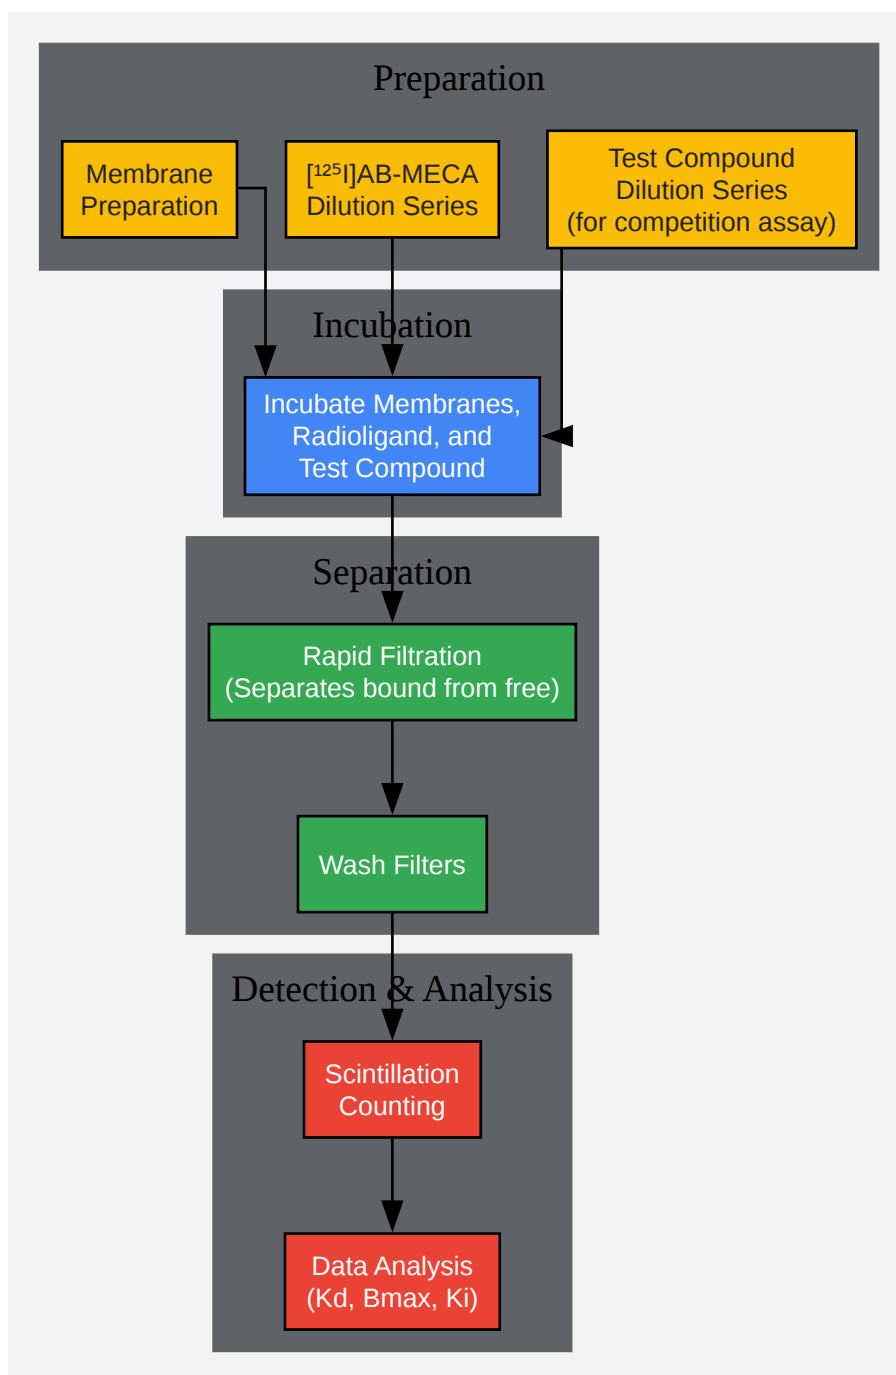 Preparation
Membrane
Preparation
[¹²⁵I]AB-MECA
Dilution Series
Test Compound
Dilution Series
(for competition assay)
Incubation
Incubate Membranes,
Radioligand, and
Test Compound
Separation
Rapid Filtration
(Separates bound from free)
Wash Filters
Detection & Analysis
Scintillation
Counting
Data Analysis
(Kd, Bmax, Ki)